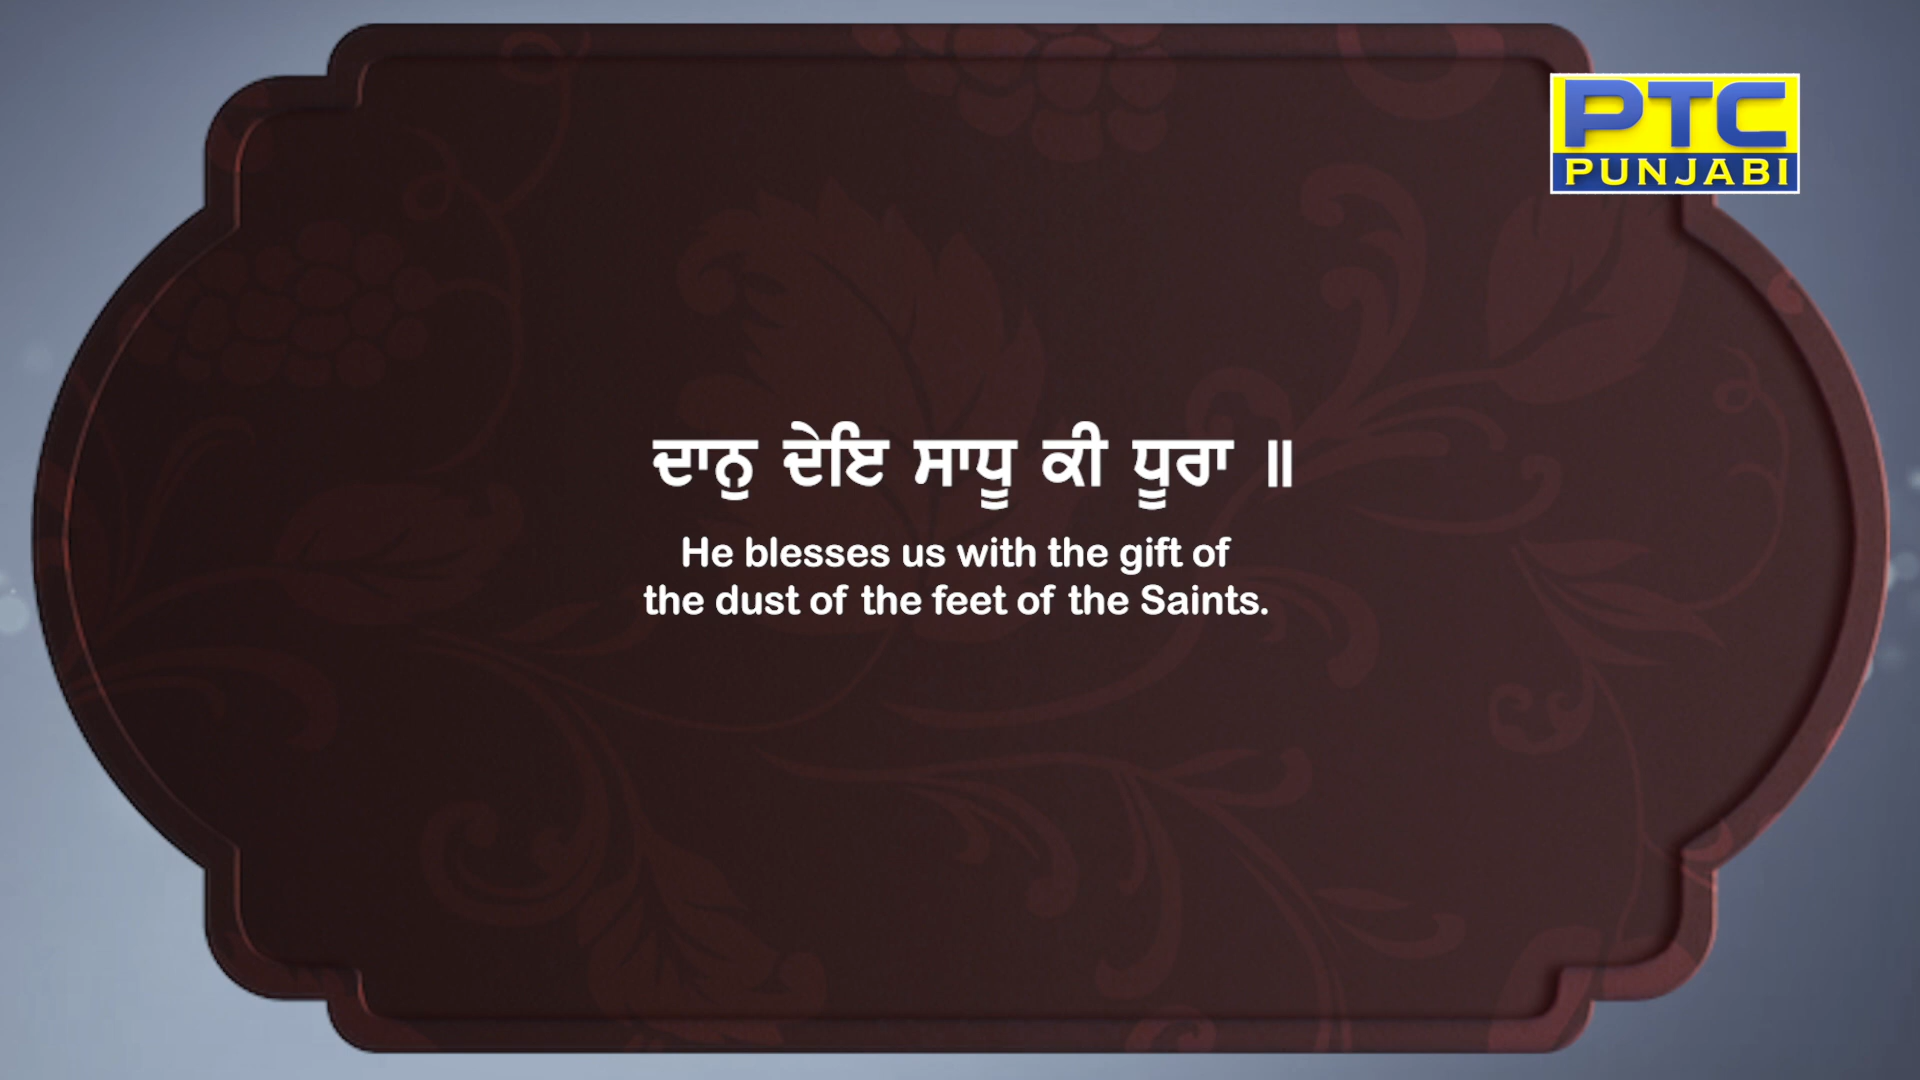 PTC
PUNJABI
ਦਾਨੁ ਦੇਇ ਸਾਧੂ ਕੀ ਧੂਰਾ ॥
He blesses us with the gift of
the dust of the feet of the Saints.